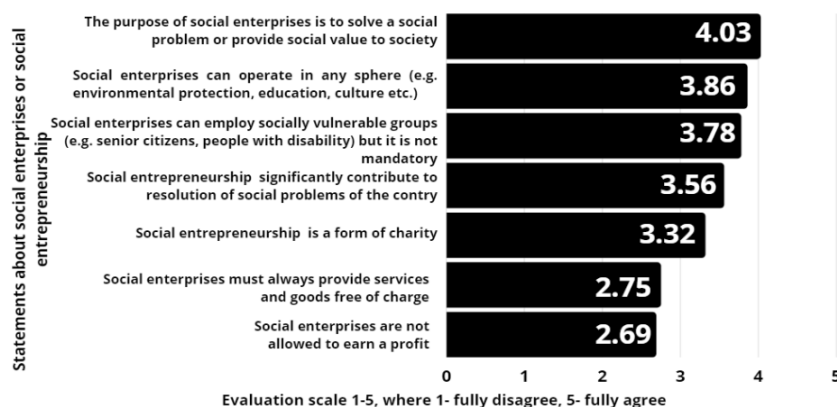 Statements about social enterprises or social
entrepreneurship
The purpose of social enterprises is to solve a social
problem or provide social value to society
4.03
Social enterprises can operate in any sphere (e.g.
environmental protection, education, culture etc.)
3.86
Social enterprises can employ socially vulnerable groups
(e.g. senior citizens, people with disability) but it is not
mandatory
3.78
Social entrepreneurship significantly contribute to
resolution of social problems of the contry
3.56
Social entrepreneurship is a form of charity
3.32
Social enterprises must always provide services
and goods free of charge
2.75
Social enterprises are not
allowed to earn a profit
2.69
0 1 2 3 4 5
Evaluation scale 1-5, where 1- fully disagree, 5- fully agree